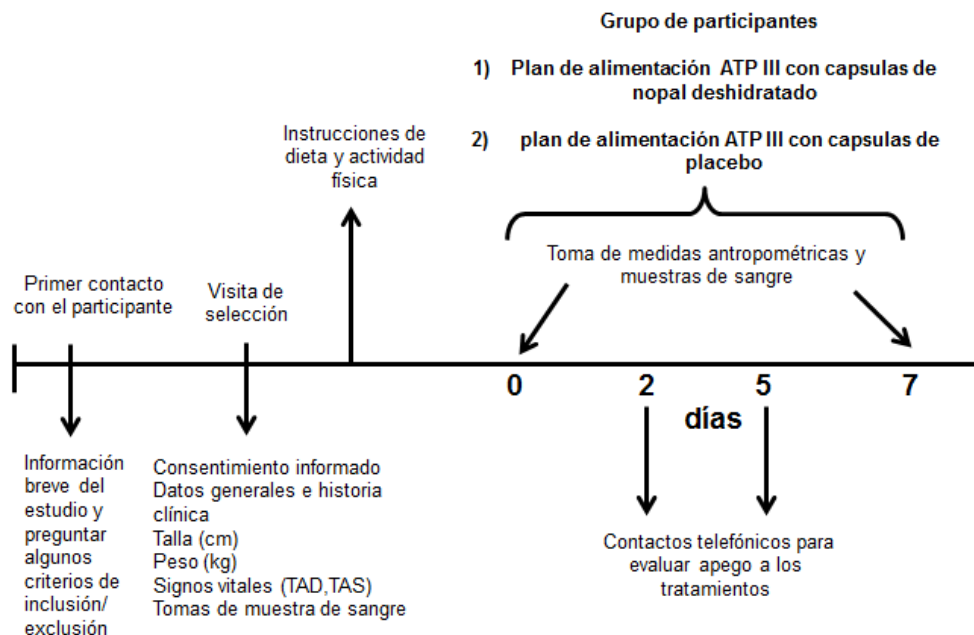 Grupo de participantes
1) Plan de alimentación ATP III con capsulas de
nopal deshidratado
2) plan de alimentación ATP III con capsulas de
placebo
Instrucciones de
dieta y actividad
física
Toma de medidas antropométricas y
muestras de sangre
Primer contacto
con el participante
Visita de
selección
0
2
5
7
días
Información
breve del
estudio y
preguntar
algunos
criterios de
inclusión/
exclusión
Consentimiento informado
Datos generales e historia
clínica
Talla (cm)
Peso (kg)
Signos vitales (TAD,TAS)
Tomas de muestra de sangre
Contactos telefónicos para
evaluar apego a los
tratamientos